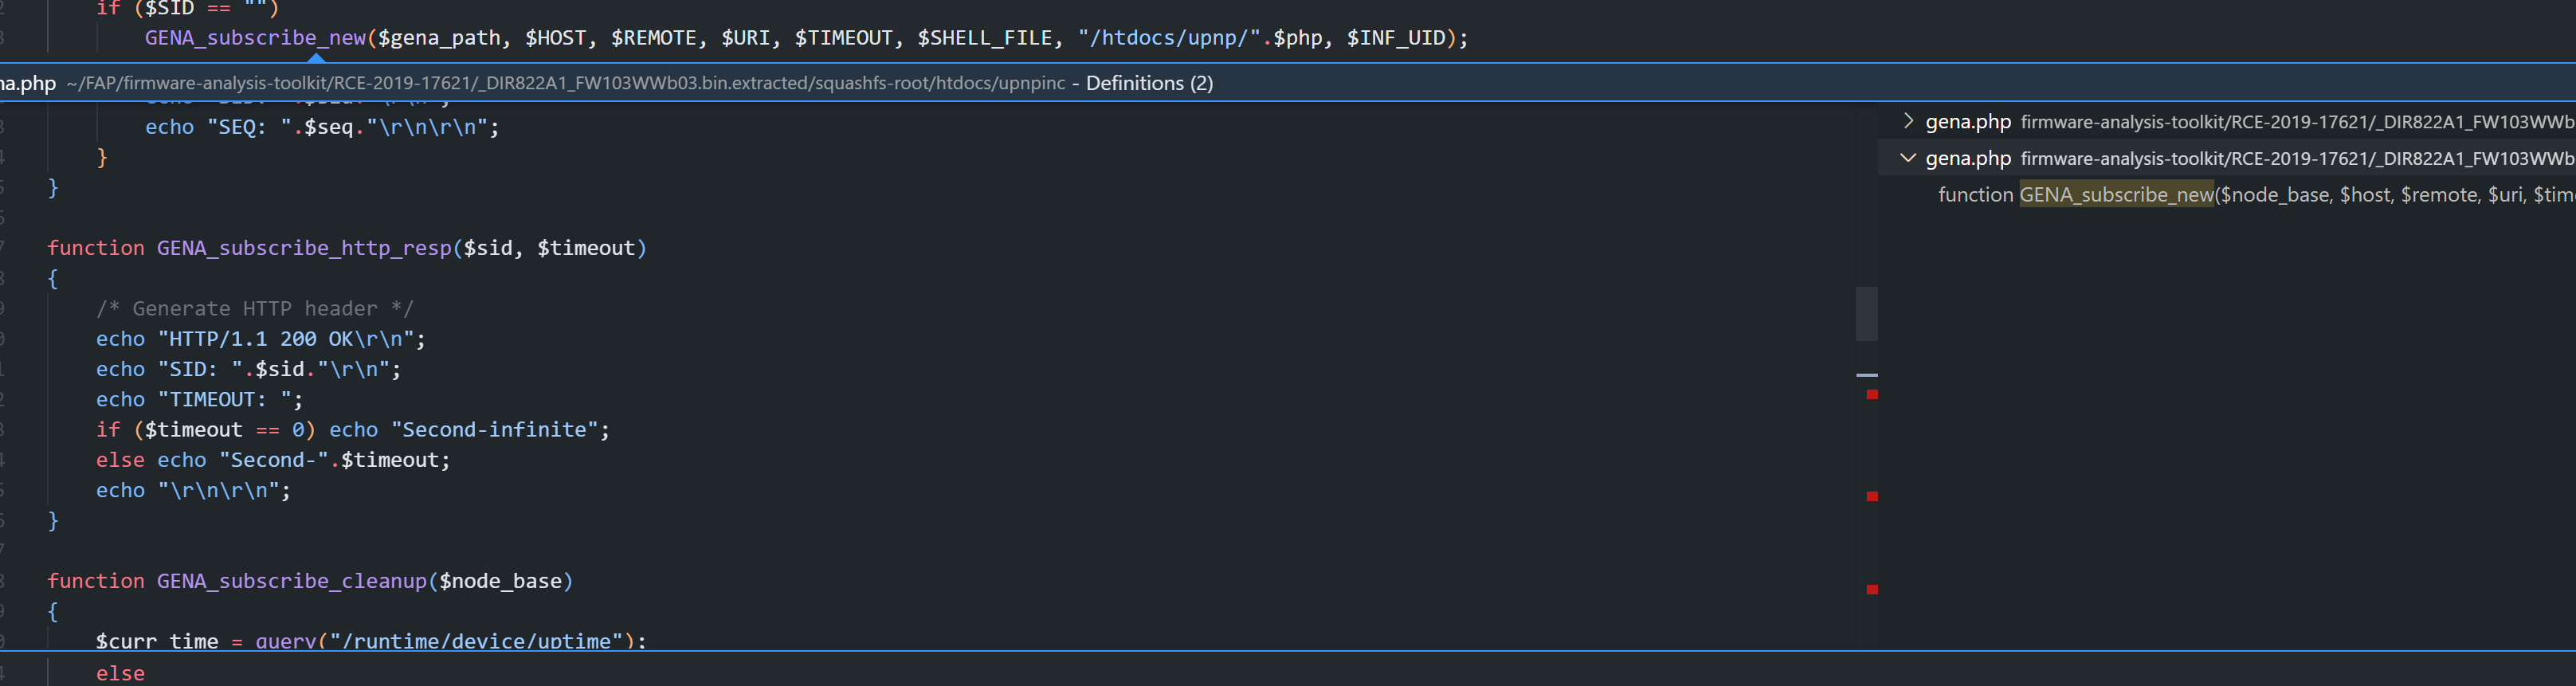 if ($SID == "")
GENA_subscribe_new($gena_path, $HOST, $REMOTE, $URI, $TIMEOUT, $SHELL_FILE, "/htdocs/upnp/".$php, $INF_UID);
na.php ~/FAP/firmware-analysis-toolkit/RCE-2019-17621/_DIR822A1_FW103WWb03.bin.extracted/squashfs-root/htdocs/upnpinc - Definitions (2)
echo "SEQ: ".$seq."\r\n\r\n";
}
}
function GENA_subscribe_http_resp($sid, $timeout)
{
/* Generate HTTP header */
echo "HTTP/1.1 200 OK\r\n";
echo "SID: ".$sid."\r\n";
echo "TIMEOUT: ";
if ($timeout == 0) echo "Second-infinite";
else echo "Second-".$timeout;
echo "\r\n\r\n";
}
function GENA_subscribe_cleanup($node_base)
{
$curr_time = query("/runtime/device/uptime");
else
gena.php firmware-analysis-toolkit/RCE-2019-17621/_DIR822A1_FW103WWb
gena.php firmware-analysis-toolkit/RCE-2019-17621/_DIR822A1_FW103WWb
function GENA_subscribe_new($node_base, $host, $remote, $uri, $tim